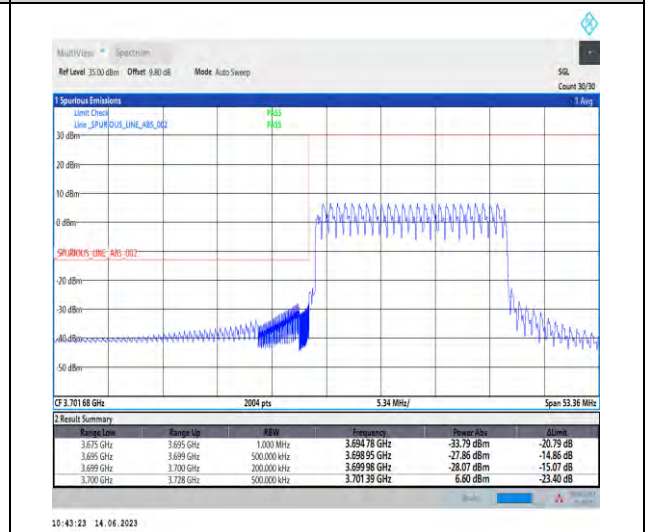 MultiView Spectrum
Ref Level 35.00 dBm Offset 9.80 dB Mode Auto Sweep SGL
Count 30/30
1 Spurious Emissions 1 Avg
Limit Check PASS
Line _SPURIOUS_LINE_ABS_002 PASS
30 dBm
20 dBm
10 dBm
0 dBm
_SPURIOUS_LINE_ABS_002
-20 dBm
-30 dBm
-40 dBm
-50 dBm
CF 3.701 68 GHz 2004 pts 5.34 MHz/ Span 53.36 MHz
2 Result Summary
Range Low Range Up RBW Frequency Power Abs ΔLimit
3.675 GHz 3.695 GHz 1.000 MHz 3.694 78 GHz -33.79 dBm -20.79 dB
3.695 GHz 3.699 GHz 500.000 kHz 3.698 95 GHz -27.86 dBm -14.86 dB
3.699 GHz 3.700 GHz 200.000 kHz 3.699 98 GHz -28.07 dBm -15.07 dB
3.700 GHz 3.728 GHz 500.000 kHz 3.701 39 GHz 6.60 dBm -23.40 dB
10:43:23 14.06.2023